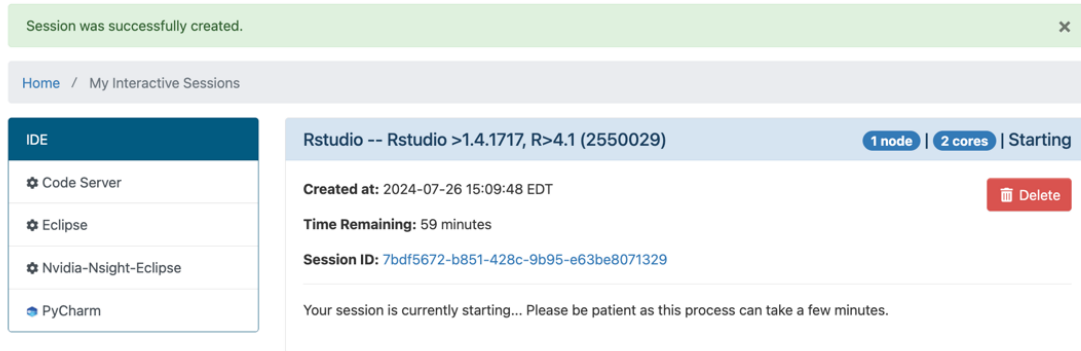 Session was successfully created.
×
Home / My Interactive Sessions
IDE
Code Server
Eclipse
Nvidia-Nsight-Eclipse
PyCharm
Rstudio -- Rstudio >1.4.1717, R>4.1 (2550029) 1 node | 2 cores | Starting
Created at: 2024-07-26 15:09:48 EDT
Delete
Time Remaining: 59 minutes
Session ID: 7bdf5672-b851-428c-9b95-e63be8071329
Your session is currently starting... Please be patient as this process can take a few minutes.